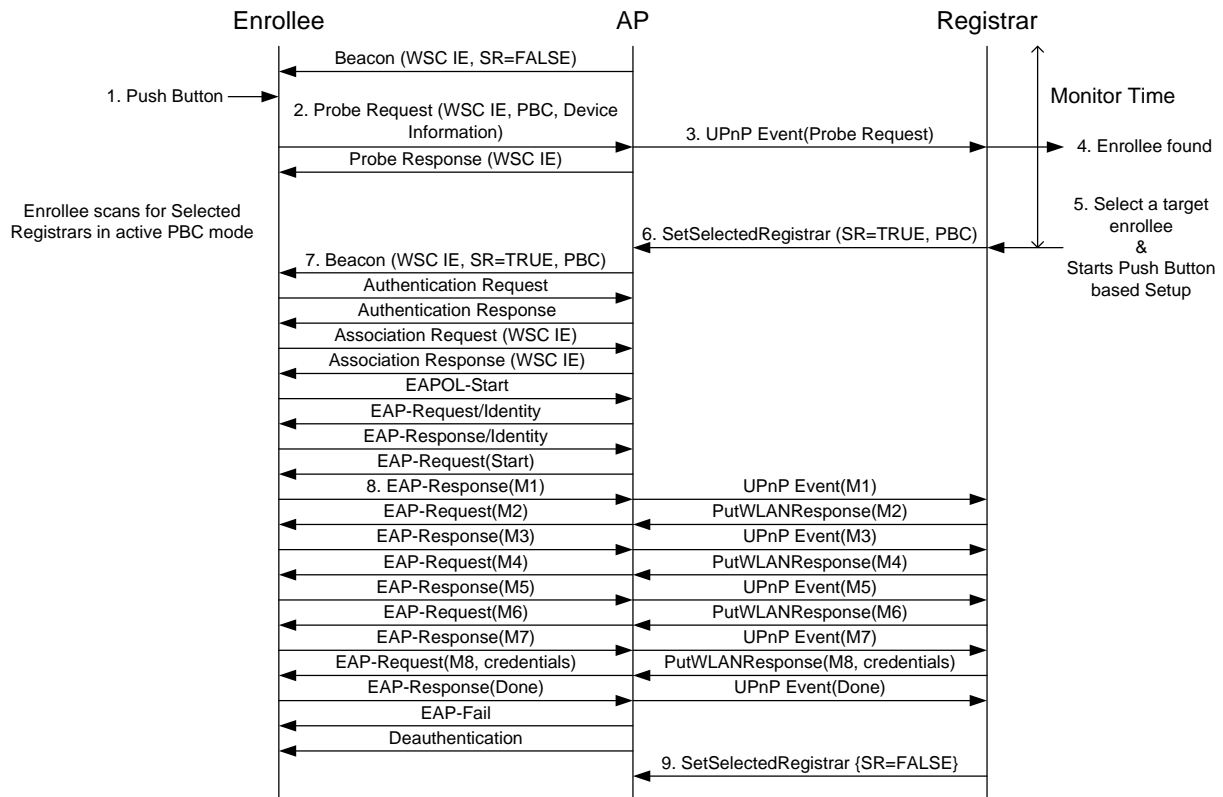 Enrollee
AP
Registrar
Beacon (WSC IE, SR=FALSE)
1. Push Button
Monitor Time
2. Probe Request (WSC IE, PBC, Device
Information)
3. UPnP Event(Probe Request)
4. Enrollee found
Probe Response (WSC IE)
Enrollee scans for Selected
Registrars in active PBC mode
5. Select a target
enrollee
&
Starts Push Button
based Setup
6. SetSelectedRegistrar (SR=TRUE, PBC)
7. Beacon (WSC IE, SR=TRUE, PBC)
Authentication Request
Authentication Response
Association Request (WSC IE)
Association Response (WSC IE)
EAPOL-Start
EAP-Request/Identity
EAP-Response/Identity
EAP-Request(Start)
8. EAP-Response(M1)
UPnP Event(M1)
EAP-Request(M2)
PutWLANResponse(M2)
EAP-Response(M3)
UPnP Event(M3)
EAP-Request(M4)
PutWLANResponse(M4)
EAP-Response(M5)
UPnP Event(M5)
EAP-Request(M6)
PutWLANResponse(M6)
EAP-Response(M7)
UPnP Event(M7)
EAP-Request(M8, credentials)
PutWLANResponse(M8, credentials)
EAP-Response(Done)
UPnP Event(Done)
EAP-Fail
Deauthentication
9. SetSelectedRegistrar {SR=FALSE}